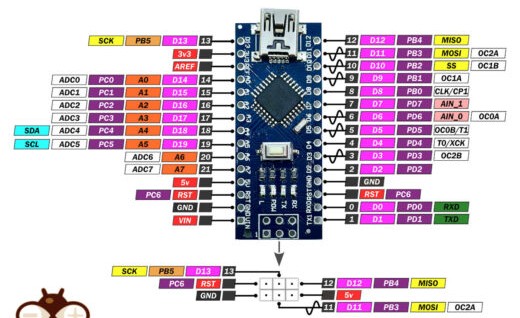 SCK PB5 D13 13
3v3
AREF
ADC0 PC0 A0 D14 14
ADC1 PC1 A1 D15 15
ADC2 PC2 A2 D16 16
ADC3 PC3 A3 D17 17
SDA ADC4 PC4 A4 D18 18
SCL ADC5 PC5 A5 D19 19
ADC6 A6 20
ADC7 A7 21
5v
PC6 RST
GND
VIN
12 D12 PB4 MISO
11 D11 PB3 MOSI OC2A
10 D10 PB2 SS OC1B
9 D9 PB1 OC1A
8 D8 PB0 CLK/CP1
7 D7 PD7 AIN_1
6 D6 PD6 AIN_0 OC0A
5 D5 PD5 OC0B/T1
4 D4 PD4 T0/XCK
3 D3 PD3 OC2B
2 D2 PD2
GND
RST PC6
0 D0 PD0 RXD
1 D1 PD1 TXD
L POW TX RX
SCK PB5 D13 13
PC6 RST
GND
12 D12 PB4 MISO
5v
11 D11 PB3 MOSI OC2A